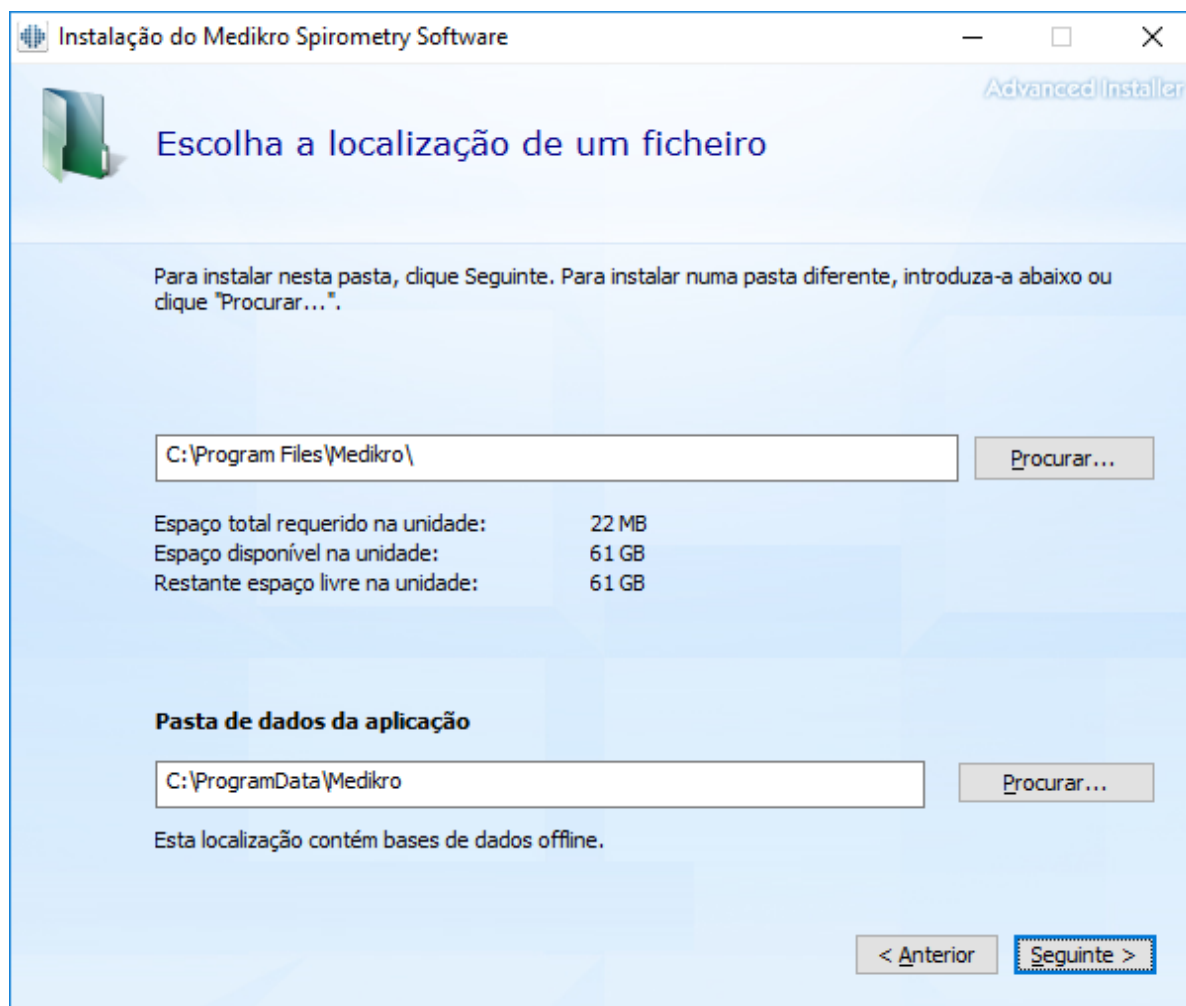 Instalação do Medikro Spirometry Software
Advanced Installer
Escolha a localização de um ficheiro
Para instalar nesta pasta, clique Seguinte. Para instalar numa pasta diferente, introduza-a abaixo ou
clique "Procurar...".
C:\Program Files\Medikro\
Procurar...
Espaço total requerido na unidade: 22 MB
Espaço disponível na unidade: 61 GB
Restante espaço livre na unidade: 61 GB
Pasta de dados da aplicação
C:\ProgramData\Medikro
Procurar...
Esta localização contém bases de dados offline.
< Anterior
Seguinte >